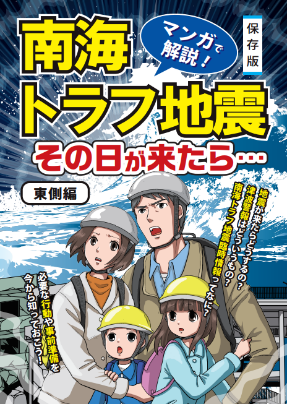 保存版
マンガで
解説!
南海
トラフ地震
その日が来たら…
東側編
地震が来たらどうするの?
津波警報はどういうもの?
南海トラフ地震臨時情報ってなに?
必要な行動や事前準備を
今から知っておこう!